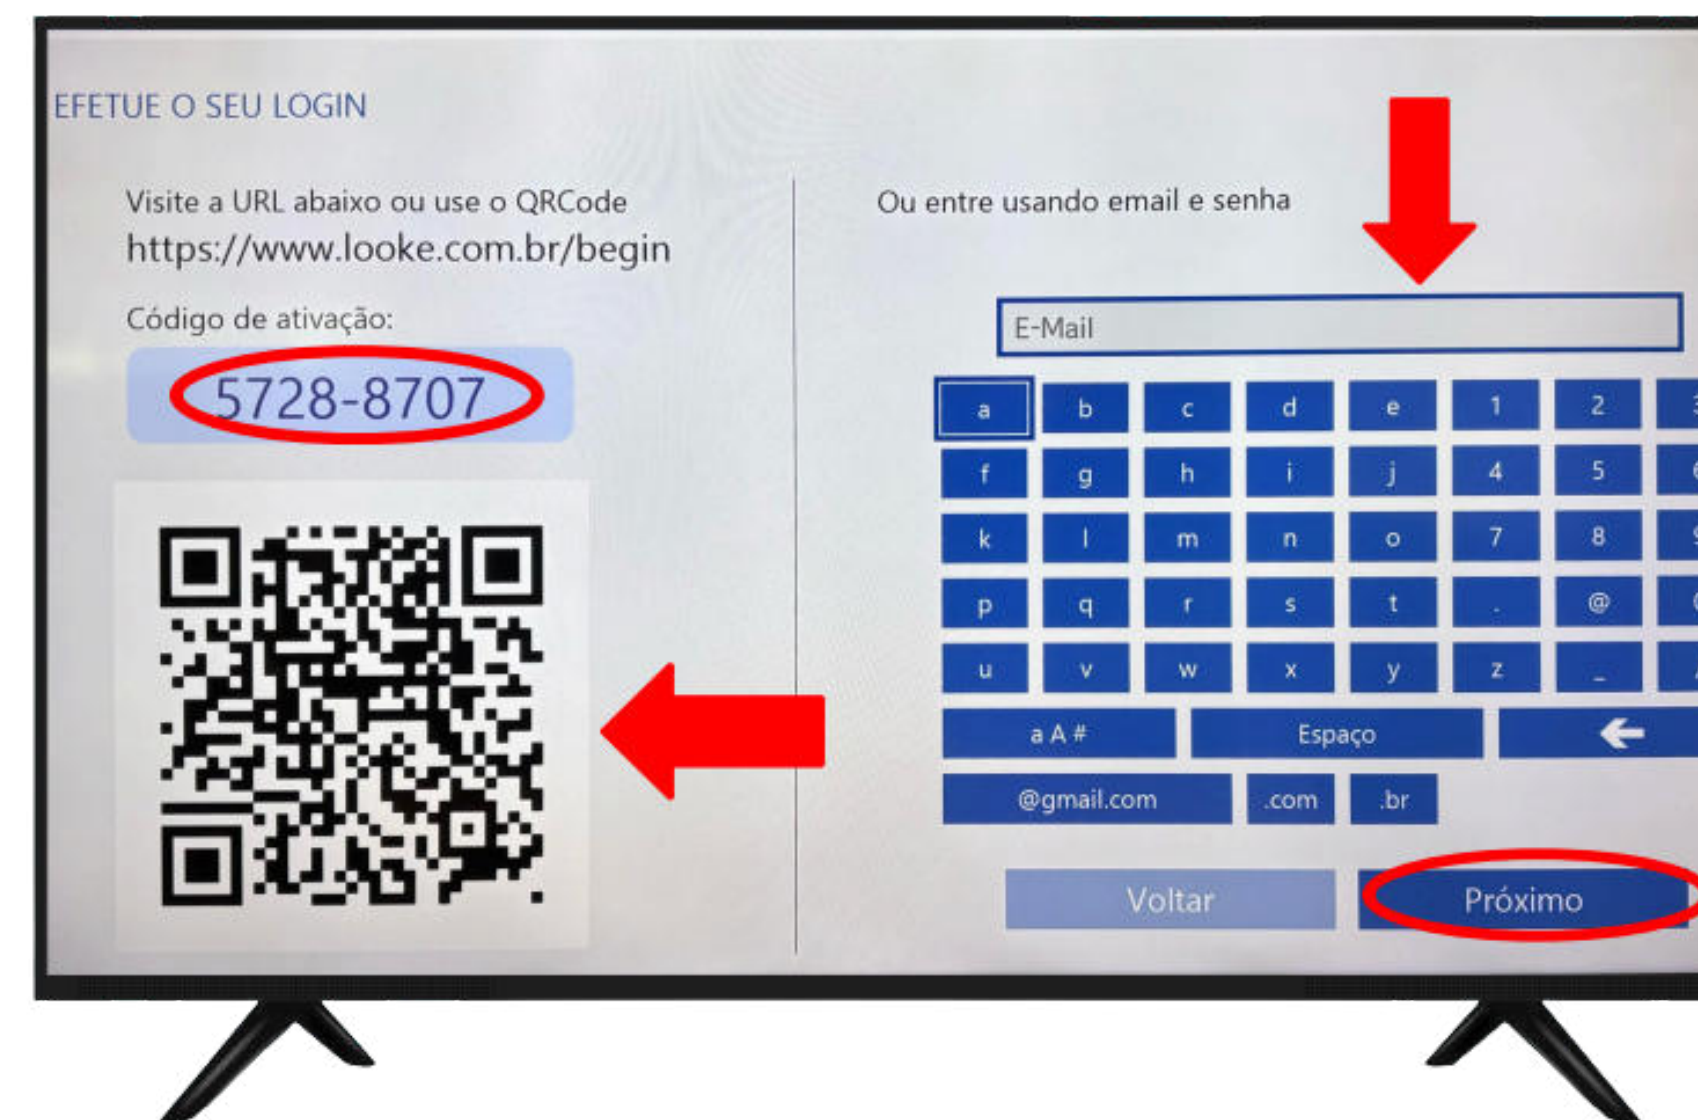 EFETUE O SEU LOGIN
Visite a URL abaixo ou use o QRCode
https://www.looke.com.br/begin
Código de ativação:
5728-8707
Ou entre usando email e senha
E-Mail
a b c d e 1 2
f g h i j 4 5
k l m n o 7 8
p q r s t . @
u v w x y z _
a A # Espaço
@gmail.com .com .br
Voltar Próximo